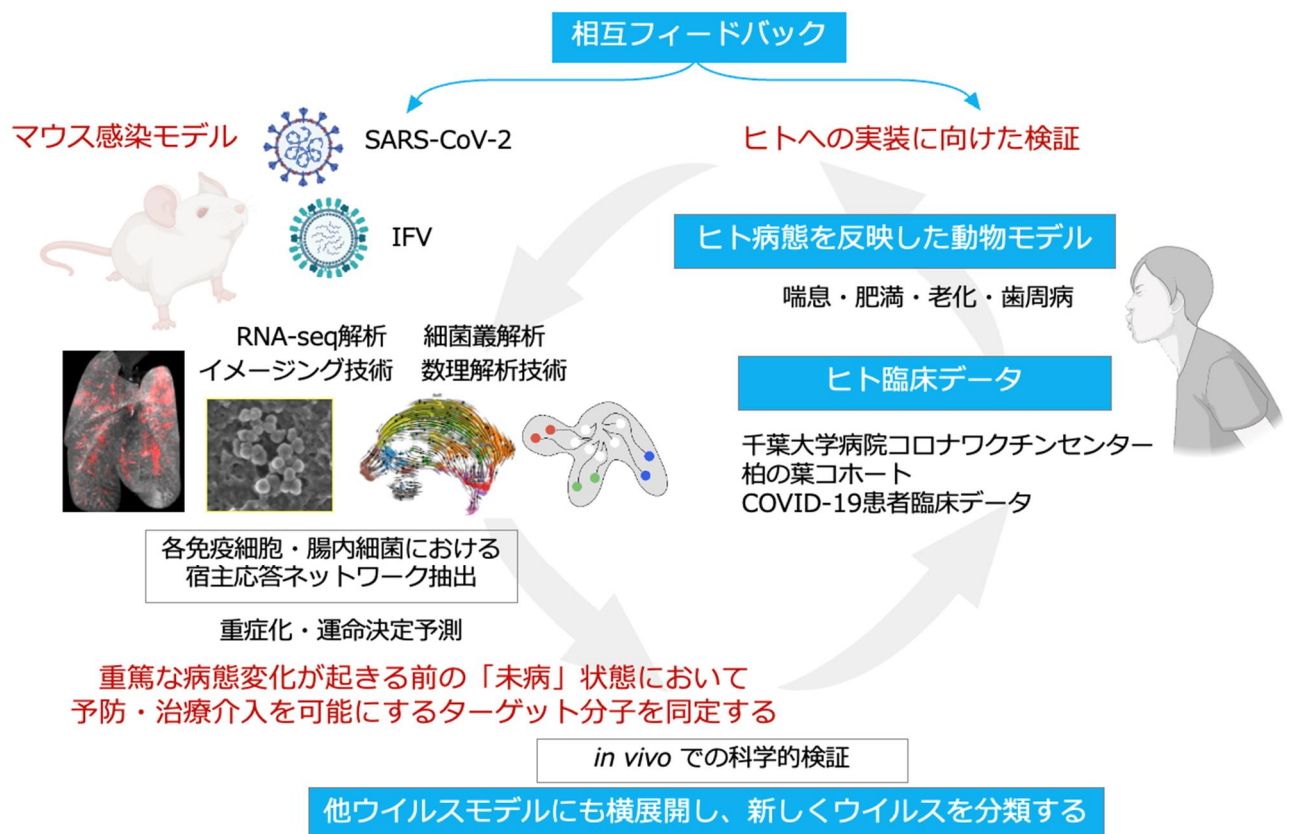 相互フィードバック
マウス感染モデル
SARS-CoV-2
IFV
RNA-seq解析 細菌叢解析
イメージング技術 数理解析技術
各免疫細胞・腸内細菌における
宿主応答ネットワーク抽出
重症化・運命決定予測
重篤な病態変化が起きる前の「未病」状態において
予防・治療介入を可能にするターゲット分子を同定する
ヒトへの実装に向けた検証
ヒト病態を反映した動物モデル
喘息・肥満・老化・歯周病
ヒト臨床データ
千葉大学病院コロナワクチンセンター
柏の葉コホート
COVID-19患者臨床データ
in vivo での科学的検証
他ウイルスモデルにも横展開し、新しくウイルスを分類する